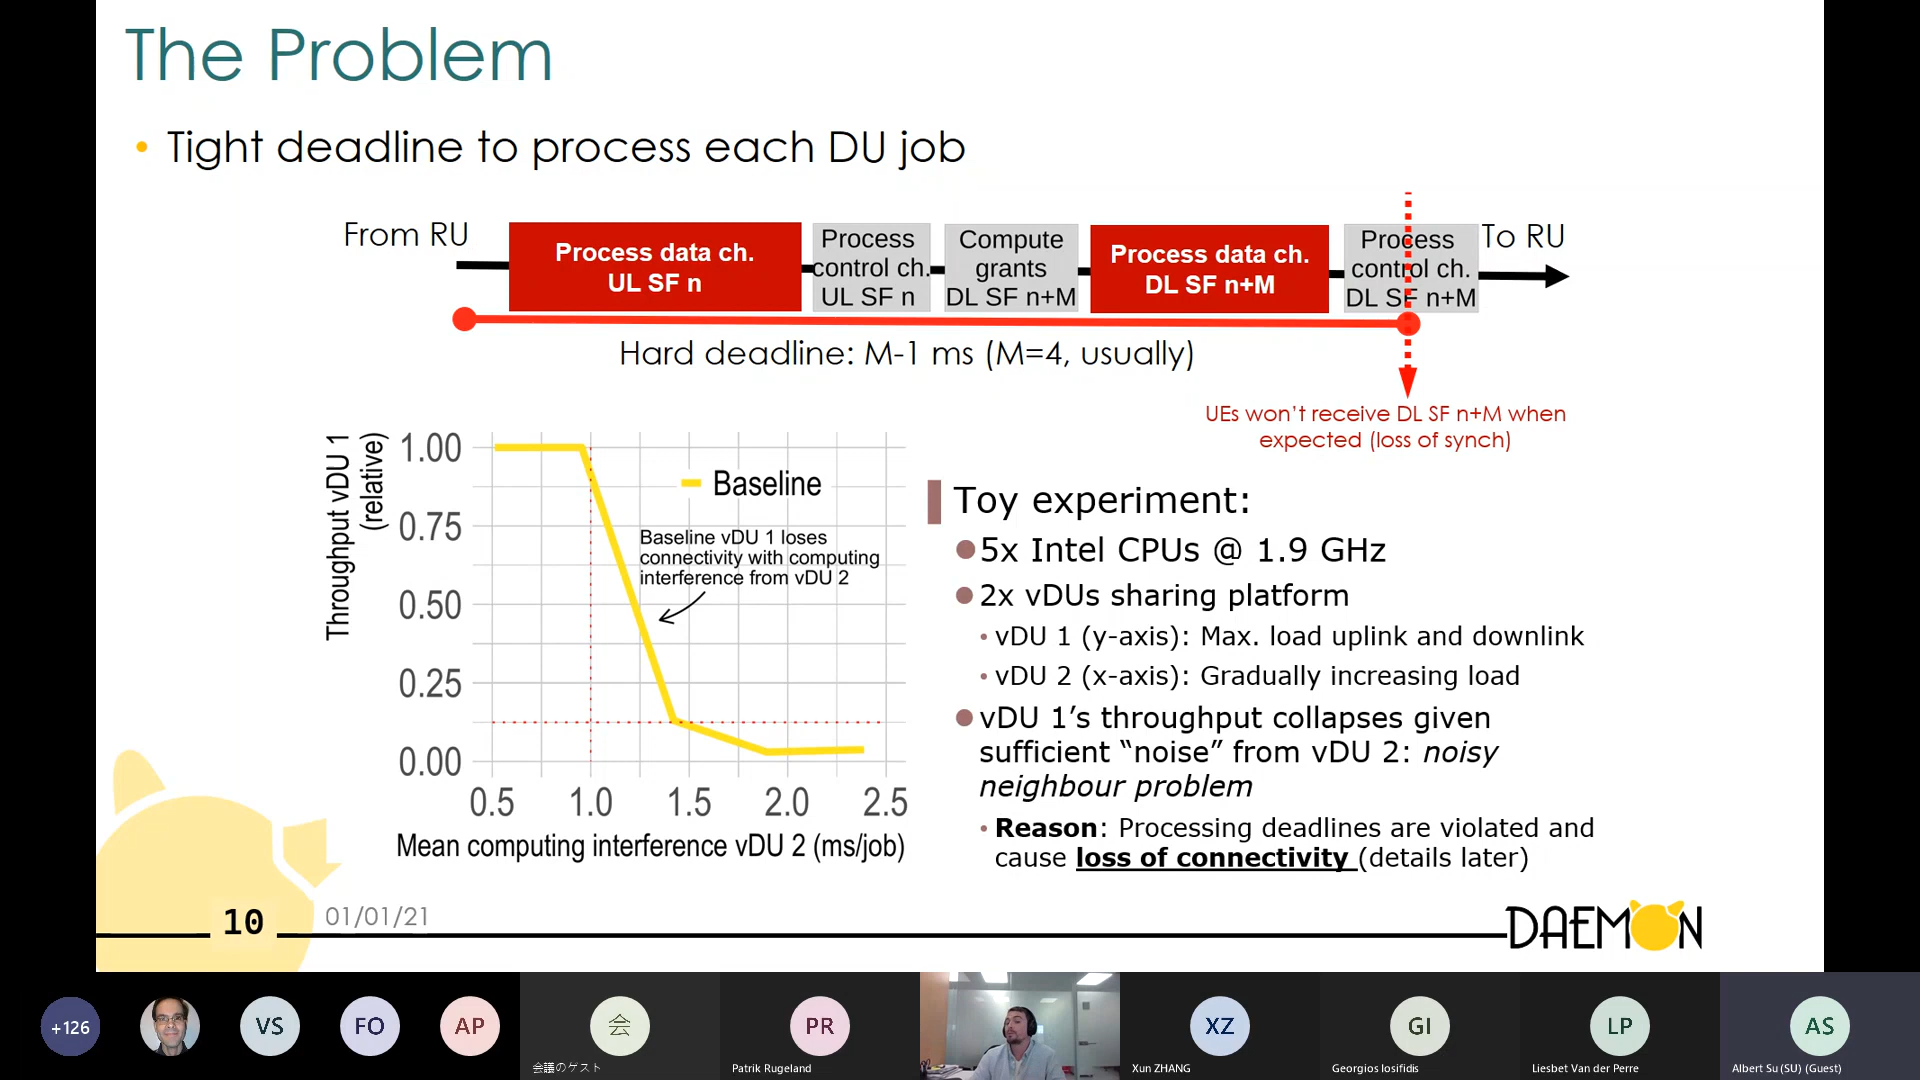 The Problem
• Tight deadline to process each DU job
From RU
Process data ch.
UL SF n
Process
control ch.
UL SF n
Compute
grants
DL SF n+M
Process data ch.
DL SF n+M
Process
control ch.
DL SF n+M
To RU
Hard deadline: M-1 ms (M=4, usually)
UEs won't receive DL SF n+M when
expected (loss of synch)
Throughput vDU 1
(relative)
1.00
0.75
0.50
0.25
0.00
Baseline
Baseline vDU 1 loses
connectivity with computing
interference from vDU 2
0.5 1.0 1.5 2.0 2.5
Mean computing interference vDU 2 (ms/job)
Toy experiment:
5x Intel CPUs @ 1.9 GHz
2x vDUs sharing platform
• vDU 1 (y-axis): Max. load uplink and downlink
• vDU 2 (x-axis): Gradually increasing load
vDU 1’s throughput collapses given
sufficient “noise” from vDU 2: noisy
neighbour problem
• Reason: Processing deadlines are violated and
cause loss of connectivity (details later)
10
01/01/21
DAEMON
+126
VS
FO
AP
会
会議のゲスト
PR
Patrik Rugeland
XZ
Xun ZHANG
GI
Georgios Iosifidis
LP
Liesbet Van der Perre
AS
Albert Su (SU) (Guest)